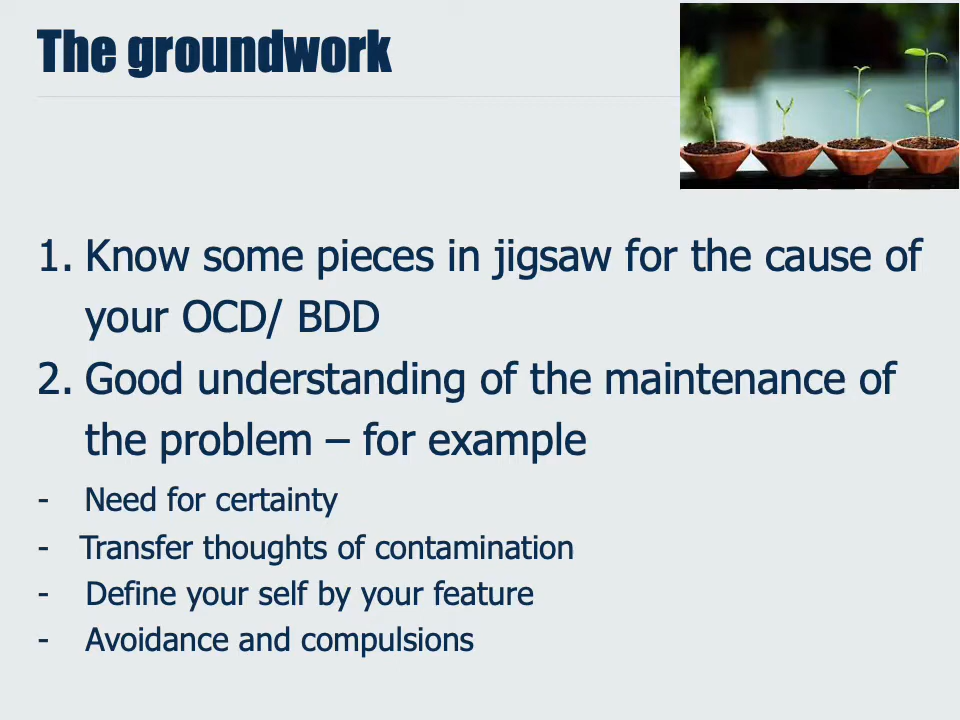 The groundwork
1. Know some pieces in jigsaw for the cause of
your OCD/ BDD
2. Good understanding of the maintenance of
the problem – for example
- Need for certainty
- Transfer thoughts of contamination
- Define your self by your feature
- Avoidance and compulsions